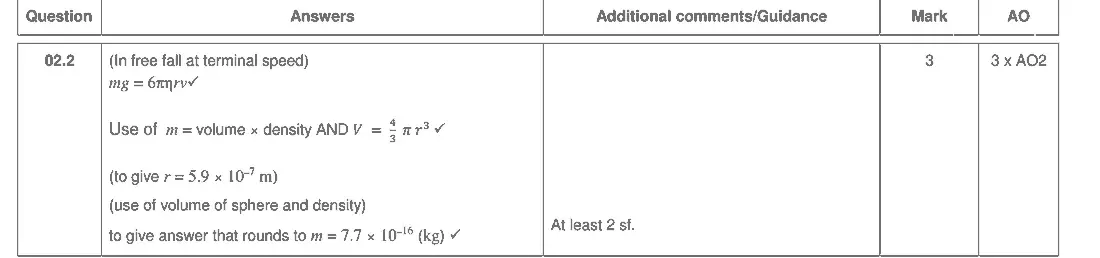 Question Answers Additional comments/Guidance Mark AO
02.2 (In free fall at terminal speed) 3 3 x AO2
mg = 6πηrv✓
Use of m = volume × density AND V = 4/3 π r³ ✓
(to give r = 5.9 × 10⁻⁷ m)
(use of volume of sphere and density)
to give answer that rounds to m = 7.7 × 10⁻¹⁶ (kg) ✓ At least 2 sf.